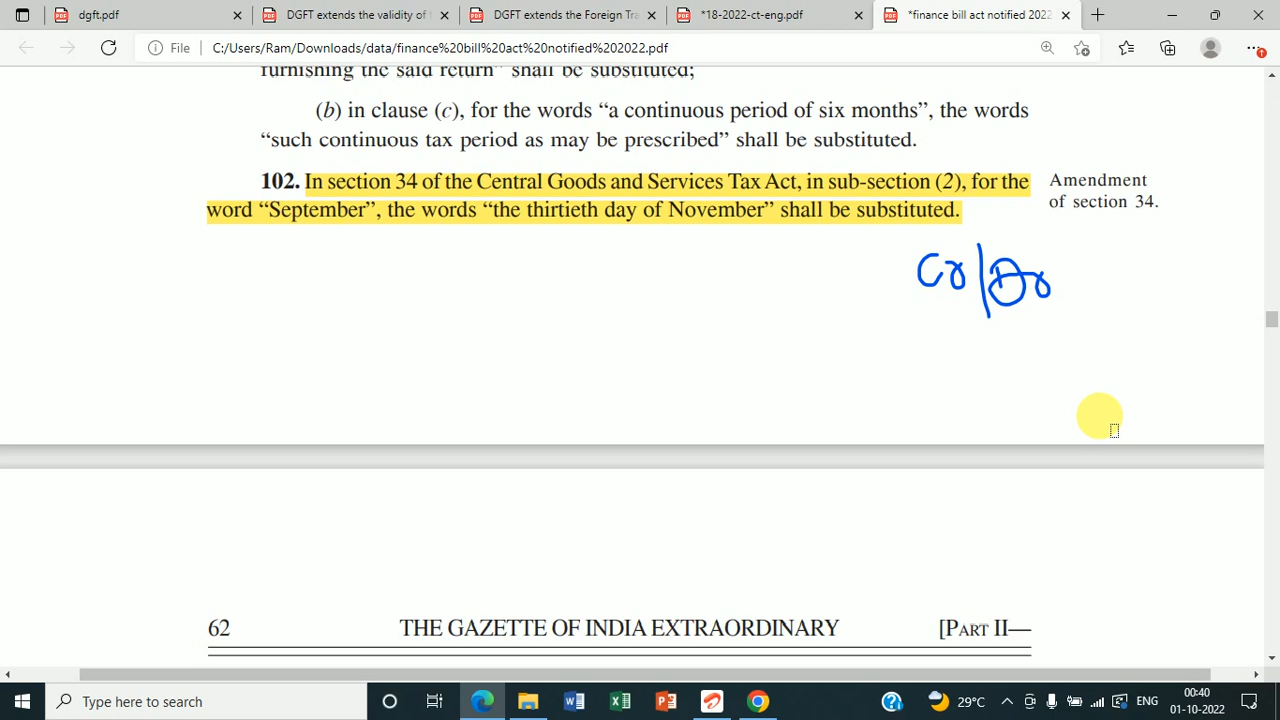 dgft.pdf
DGFT extends the validity of t
DGFT extends the Foreign Tra
*18-2022-ct-eng.pdf
*finance bill act notified 2022
File C:/Users/Ram/Downloads/data/finance%20bill%20act%20notified%202022.pdf
furnishing the said return” shall be substituted;
(b) in clause (c), for the words “a continuous period of six months”, the words
“such continuous tax period as may be prescribed” shall be substituted.
102. In section 34 of the Central Goods and Services Tax Act, in sub-section (2), for the
word “September”, the words “the thirtieth day of November” shall be substituted.
Amendment
of section 34.
Cr/Dr
62 THE GAZETTE OF INDIA EXTRAORDINARY [PART II—
Type here to search
29°C
ENG
00:40
01-10-2022